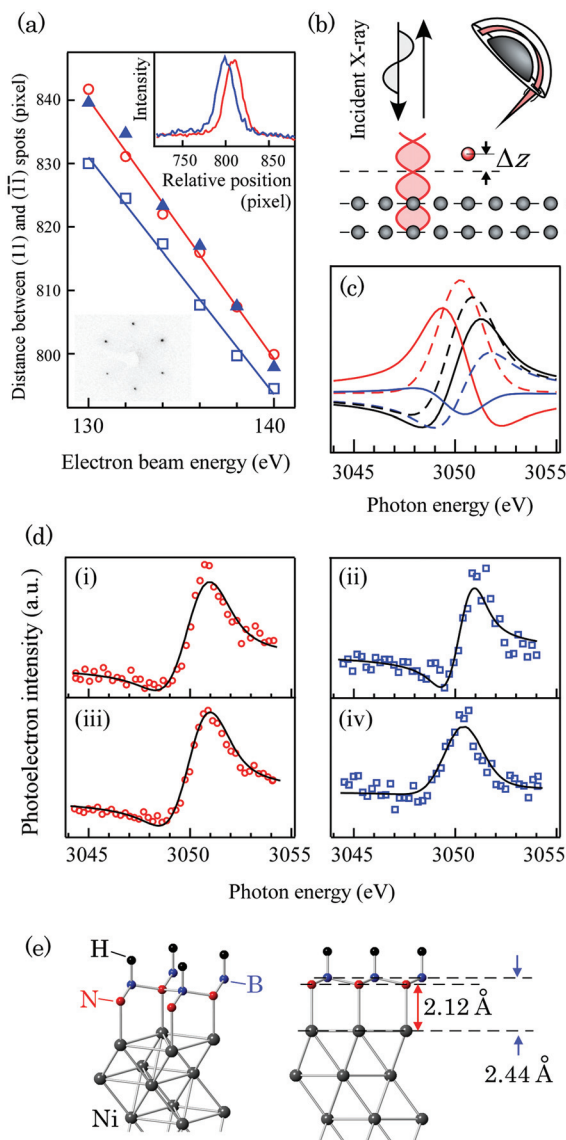 (a)
Distance between (11) and (1̅1̅) spots (pixel)
840
830
820
810
800
130
140
Electron beam energy (eV)
Intensity
800
Relative position
(pixel)
(b)
Incident X-ray
Δz
(c)
3045
3050
3055
Photon energy (eV)
(d)
Photoelectron intensity (a.u.)
(i)
(ii)
(iii)
(iv)
3045
3050
3055
3045
3050
3055
Photon energy (eV)
(e)
H
N
B
Ni
2.12 Å
2.44 Å